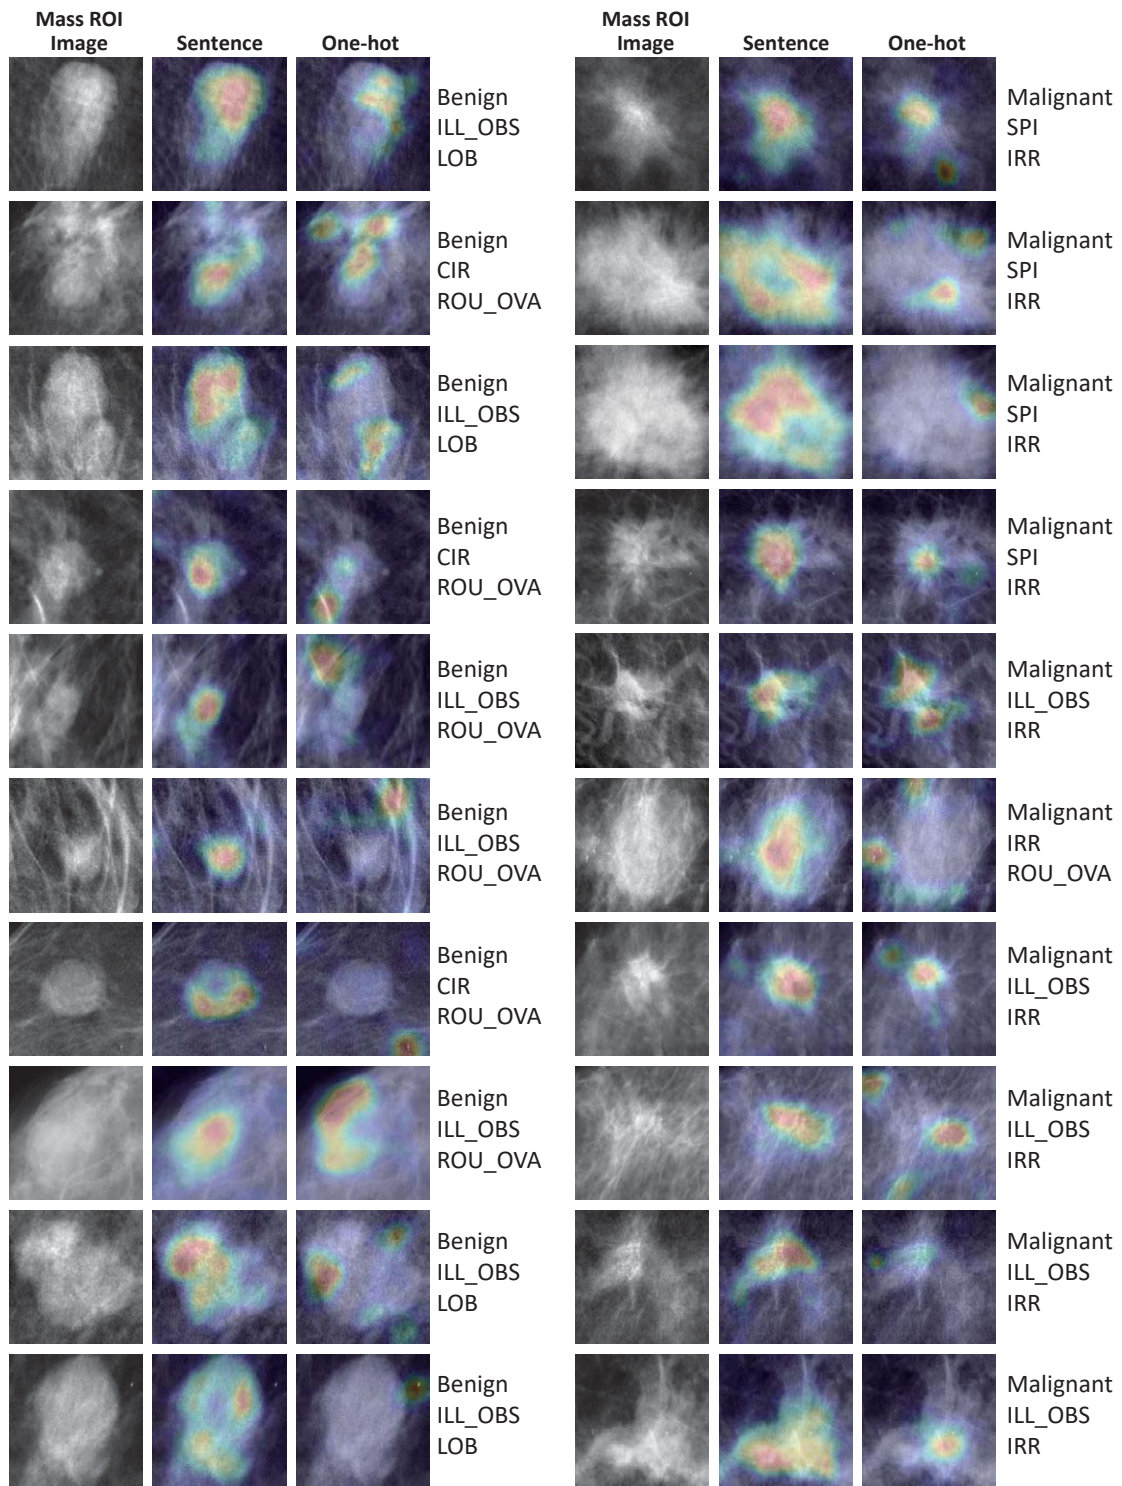 Mass ROI
Image
Sentence
One-hot
Benign
ILL_OBS
LOB
Benign
CIR
ROU_OVA
Benign
ILL_OBS
LOB
Benign
CIR
ROU_OVA
Benign
ILL_OBS
ROU_OVA
Benign
ILL_OBS
ROU_OVA
Benign
CIR
ROU_OVA
Benign
ILL_OBS
ROU_OVA
Benign
ILL_OBS
LOB
Benign
ILL_OBS
LOB
Mass ROI
Image
Sentence
One-hot
Malignant
SPI
IRR
Malignant
SPI
IRR
Malignant
SPI
IRR
Malignant
SPI
IRR
Malignant
ILL_OBS
IRR
Malignant
IRR
ROU_OVA
Malignant
ILL_OBS
IRR
Malignant
ILL_OBS
IRR
Malignant
ILL_OBS
IRR
Malignant
ILL_OBS
IRR